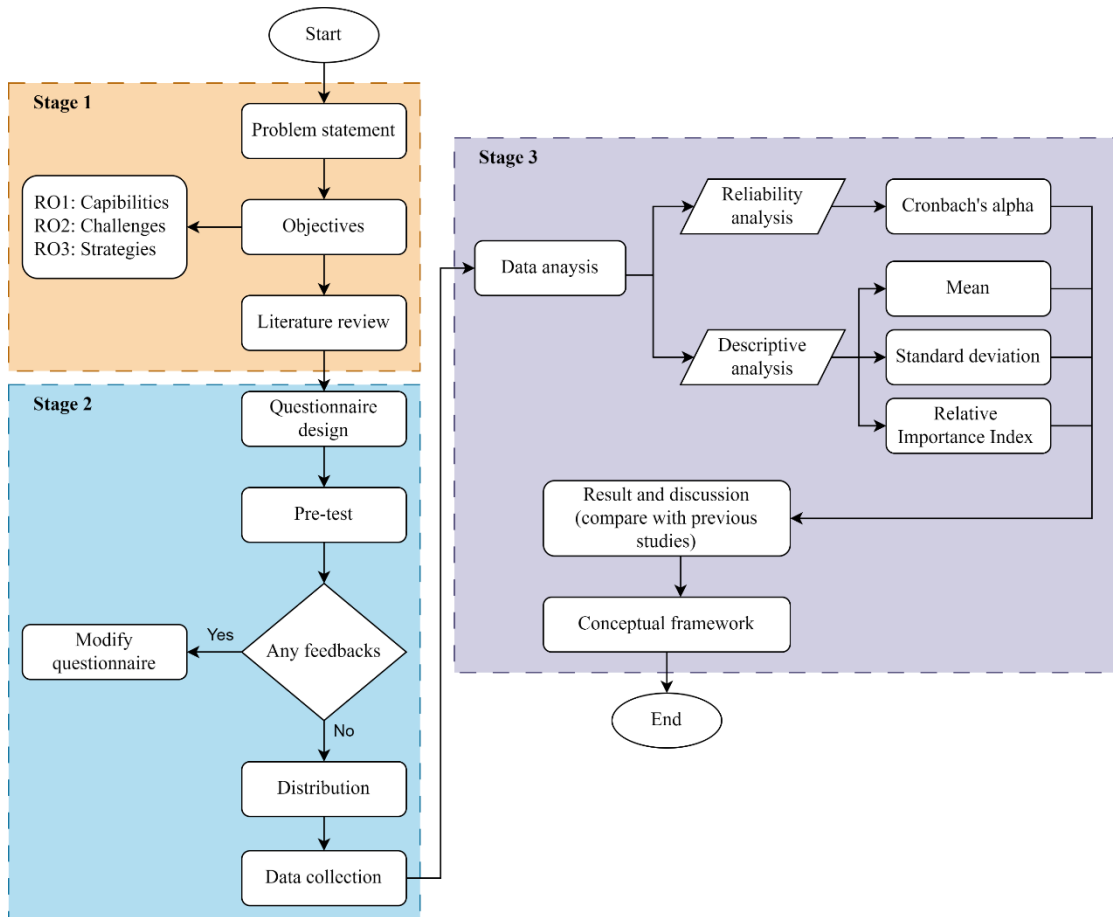 Start
Stage 1
Problem statement
RO1: Capibilities
RO2: Challenges
RO3: Strategies
Objectives
Literature review
Stage 2
Questionnaire
design
Pre-test
Any feedbacks
Yes
Modify
questionnaire
No
Distribution
Data collection
Stage 3
Data anaysis
Reliability
analysis
Cronbach's alpha
Descriptive
analysis
Mean
Standard deviation
Relative
Importance Index
Result and discussion
(compare with previous
studies)
Conceptual framework
End